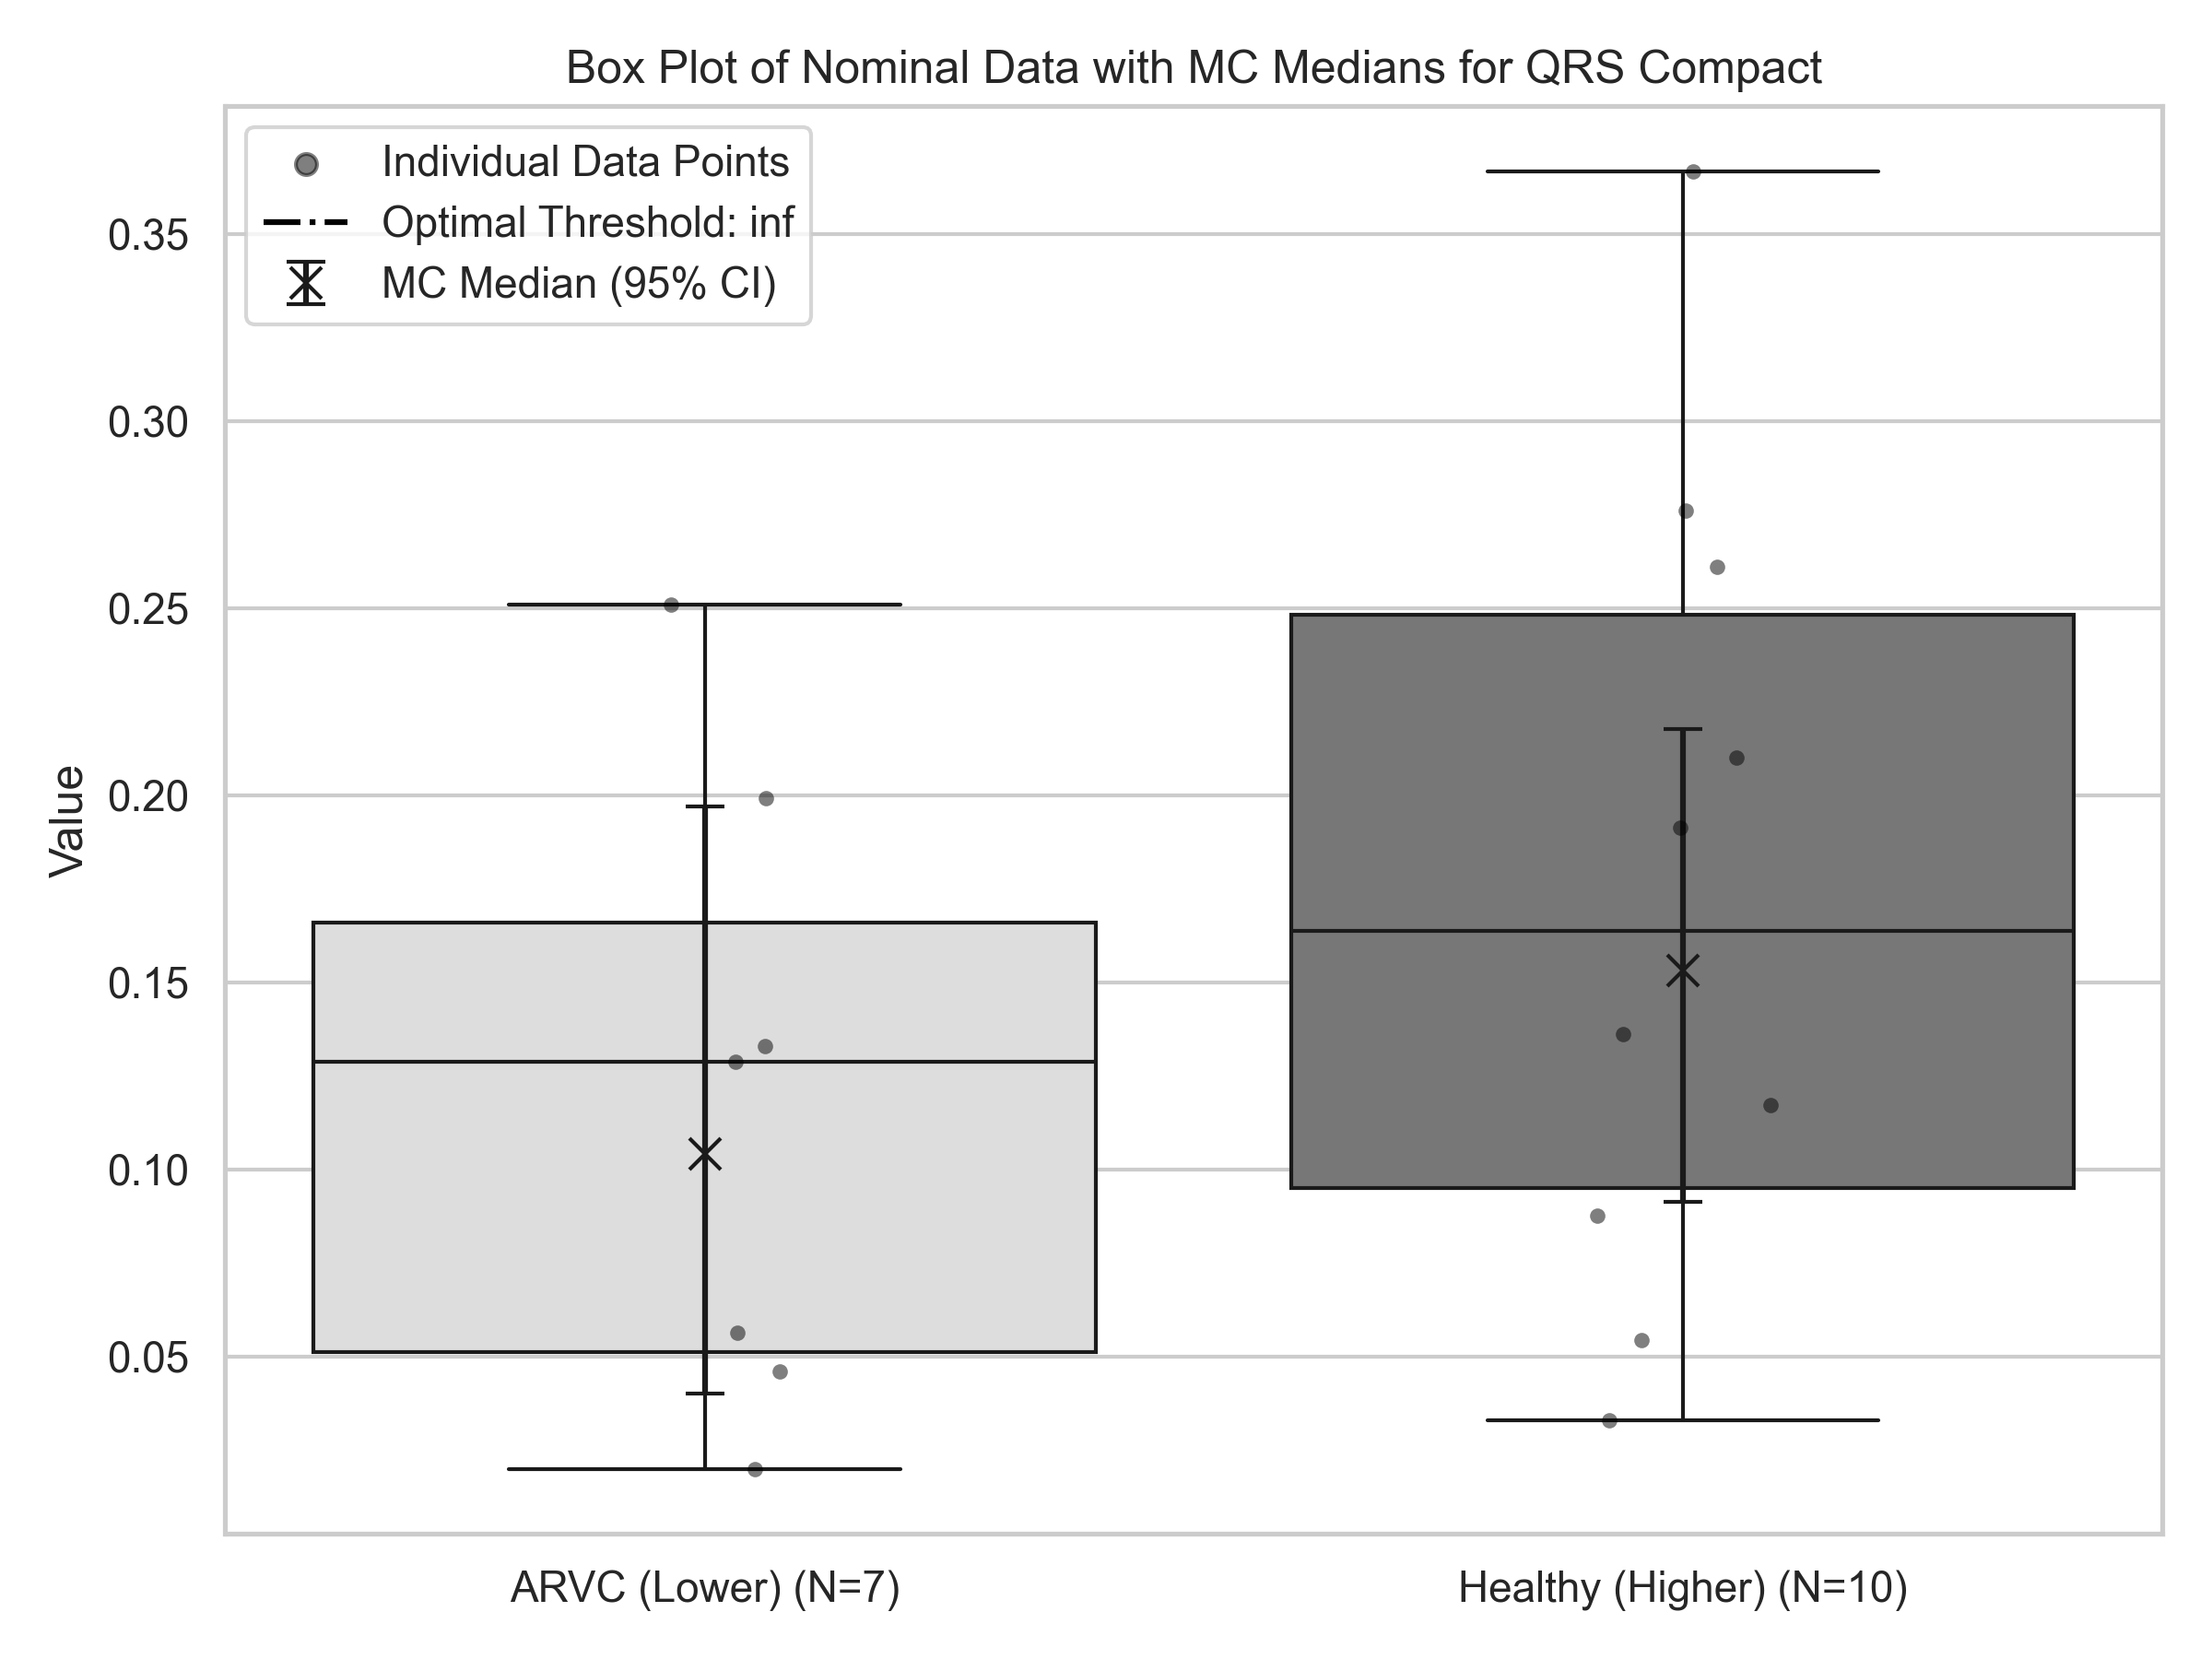 Box Plot of Nominal Data with MC Medians for QRS Compact
Individual Data Points
Optimal Threshold: inf
MC Median (95% CI)
0.35
0.30
0.25
0.20
0.15
0.10
0.05
Value
ARVC (Lower) (N=7)
Healthy (Higher) (N=10)